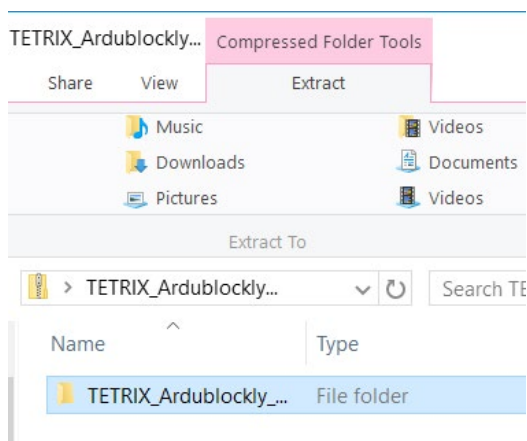 TETRIX_Ardublockly... Compressed Folder Tools
Share View Extract
Music Videos
Downloads Documents
Pictures Videos
Extract To
TETRIX_Ardublockly... Search TE
Name Type
TETRIX_Ardublockly_... File folder